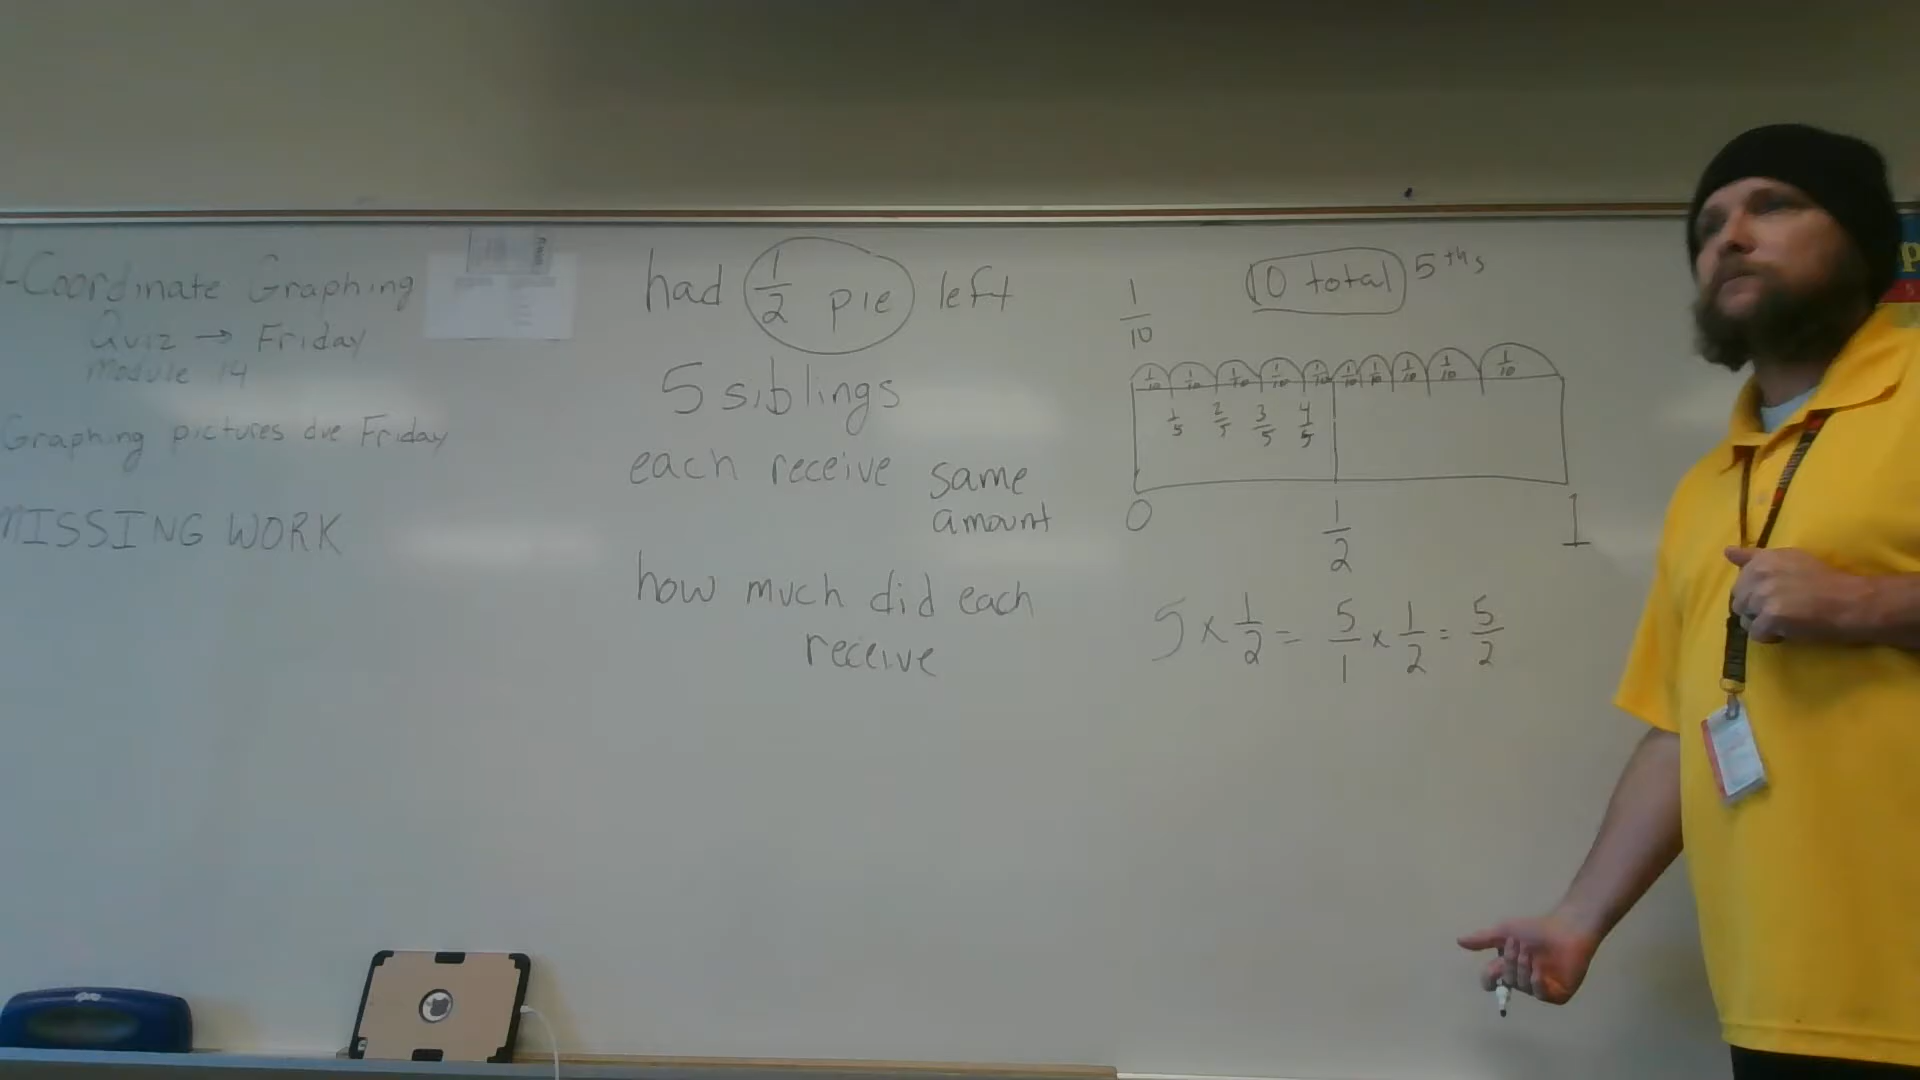 -Coordinate Graphing
Quiz → Friday
Module 14
Graphing pictures due Friday
MISSING WORK
had 1/2 pie left
5 siblings
each receive same
amount
how much did each
receive
1/10
10 total 5ths
1/10 1/10 1/10 1/10 1/10 1/10 1/10 1/10 1/10 1/10
1/5 2/5 3/5 4/5
0 1/2 1
5 x 1/2 = 5/1 x 1/2 = 5/2